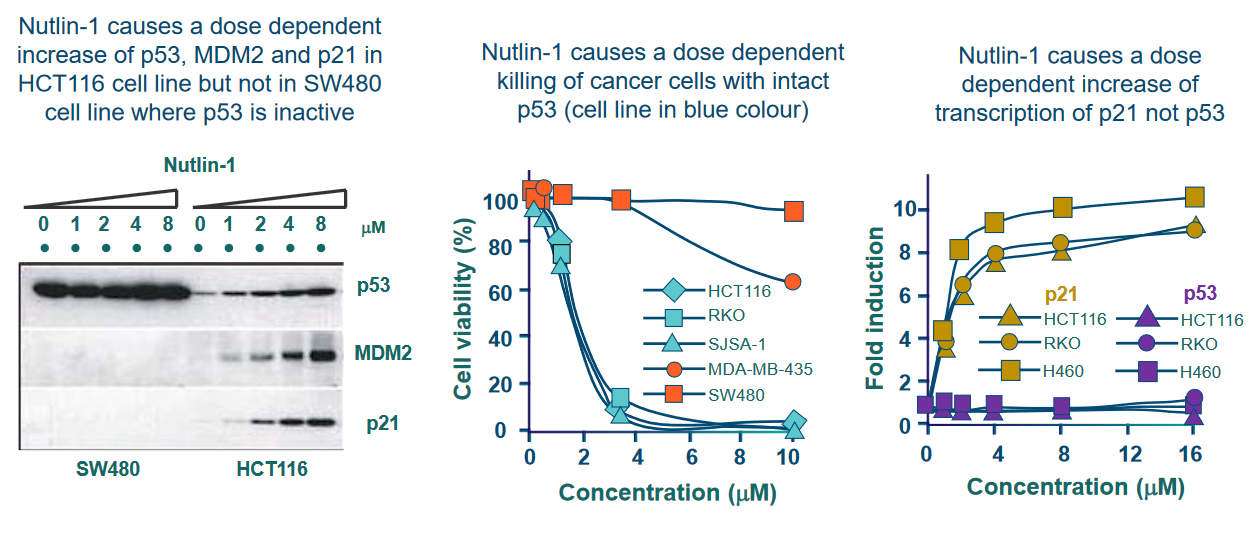 Nutlin-1 causes a dose dependent
increase of p53, MDM2 and p21 in
HCT116 cell line but not in SW480
cell line where p53 is inactive
Nutlin-1
0 1 2 4 8 0 1 2 4 8 μM
p53
MDM2
p21
SW480 HCT116
Nutlin-1 causes a dose dependent
killing of cancer cells with intact
p53 (cell line in blue colour)
Cell viability (%)
100
80
60
40
20
0
HCT116
RKO
SJSA-1
MDA-MB-435
SW480
0 2 4 6 8 10
Concentration (μM)
Nutlin-1 causes a dose
dependent increase of
transcription of p21 not p53
Fold induction
10
8
6
4
2
0
p21 p53
HCT116 HCT116
RKO RKO
H460 H460
0 4 8 12 16
Concentration (μM)